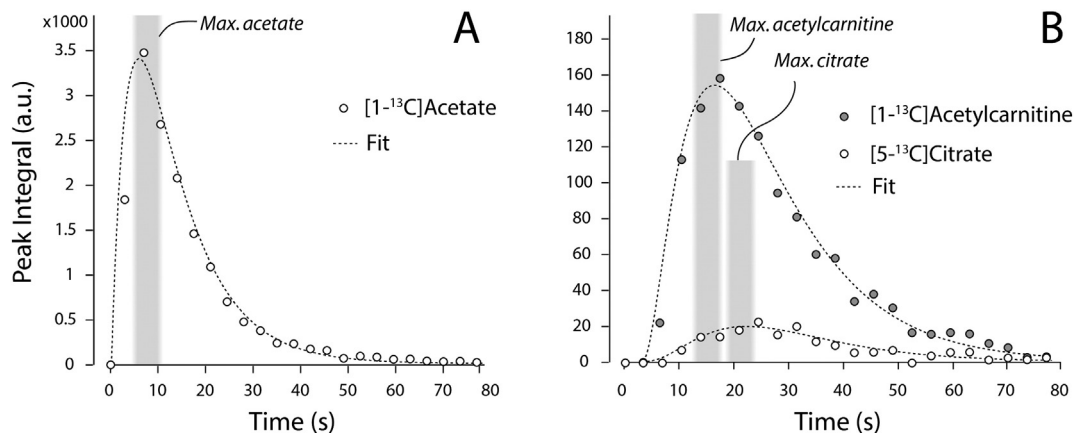 x1000
Max. acetate
A
3.5
3
2.5
2
1.5
1
0.5
0
Peak Integral (a.u.)
[1-¹³C]Acetate
Fit
0 10 20 30 40 50 60 70 80
Time (s)
Max. acetylcarnitine
B
Max. citrate
180
160
140
120
100
80
60
40
20
0
[1-¹³C]Acetylcarnitine
[5-¹³C]Citrate
Fit
0 10 20 30 40 50 60 70 80
Time (s)